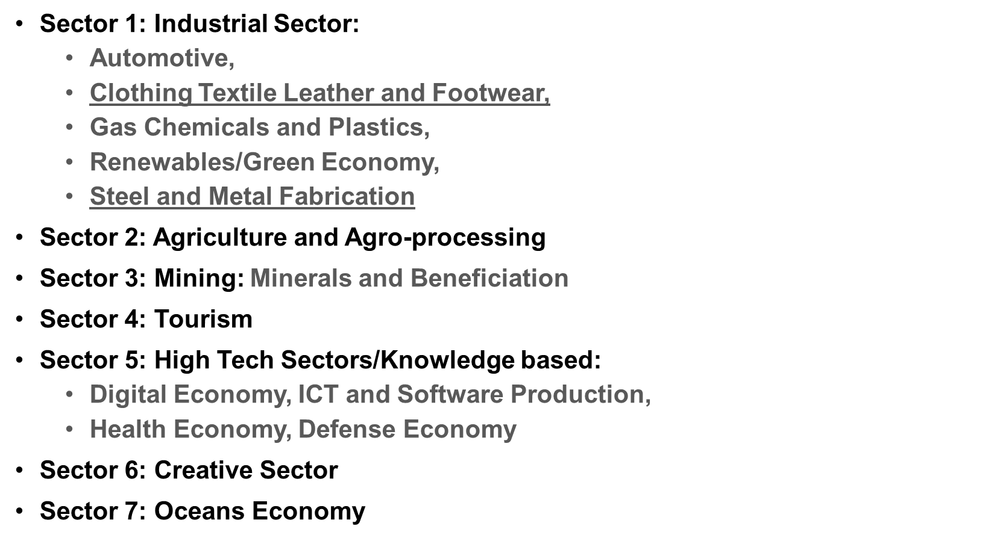 • Sector 1: Industrial Sector:
• Automotive,
• Clothing Textile Leather and Footwear,
• Gas Chemicals and Plastics,
• Renewables/Green Economy,
• Steel and Metal Fabrication
• Sector 2: Agriculture and Agro-processing
• Sector 3: Mining: Minerals and Beneficiation
• Sector 4: Tourism
• Sector 5: High Tech Sectors/Knowledge based:
• Digital Economy, ICT and Software Production,
• Health Economy, Defense Economy
• Sector 6: Creative Sector
• Sector 7: Oceans Economy